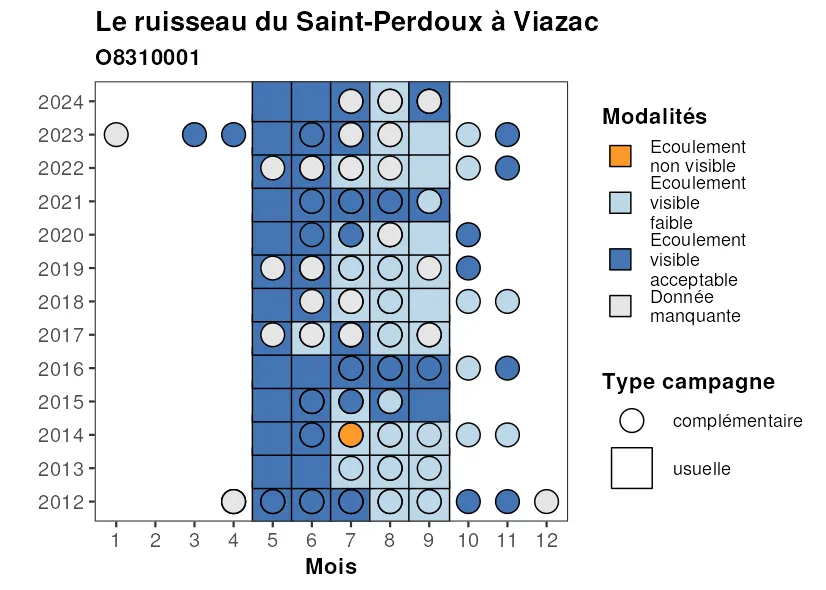 Le ruisseau du Saint-Perdoux à Viazac
O8310001
2024
2023
2022
2021
2020
2019
2018
2017
2016
2015
2014
2013
2012
1 2 3 4 5 6 7 8 9 10 11 12
Mois
Modalités
Ecoulement
non visible
Ecoulement
visible
faible
Ecoulement
visible
acceptable
Donnée
manquante
Type campagne
complémentaire
usuelle